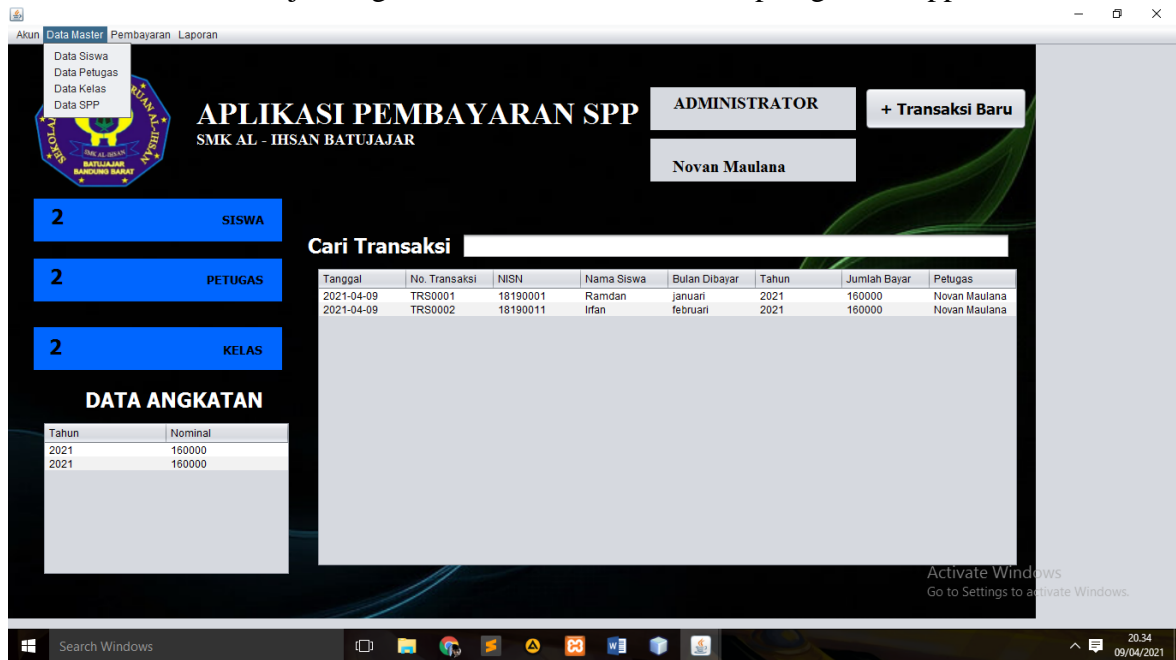 Akun Data Master Pembayaran Laporan
Data Siswa
Data Petugas
Data Kelas
Data SPP
SMK AL-IHSAN
BATUJAJAR
BANDUNG BARAT
APLIKASI PEMBAYARAN SPP
SMK AL - IHSAN BATUJAJAR
ADMINISTRATOR
Novan Maulana
+ Transaksi Baru
2 SISWA
2 PETUGAS
2 KELAS
Cari Transaksi
Tanggal No. Transaksi NISN Nama Siswa Bulan Dibayar Tahun Jumlah Bayar Petugas
2021-04-09 TRS0001 18190001 Ramdan januari 2021 160000 Novan Maulana
2021-04-09 TRS0002 18190011 Irfan februari 2021 160000 Novan Maulana
DATA ANGKATAN
Tahun Nominal
2021 160000
2021 160000
Activate Windows
Go to Settings to activate Windows.
Search Windows
20.34
09/04/2021